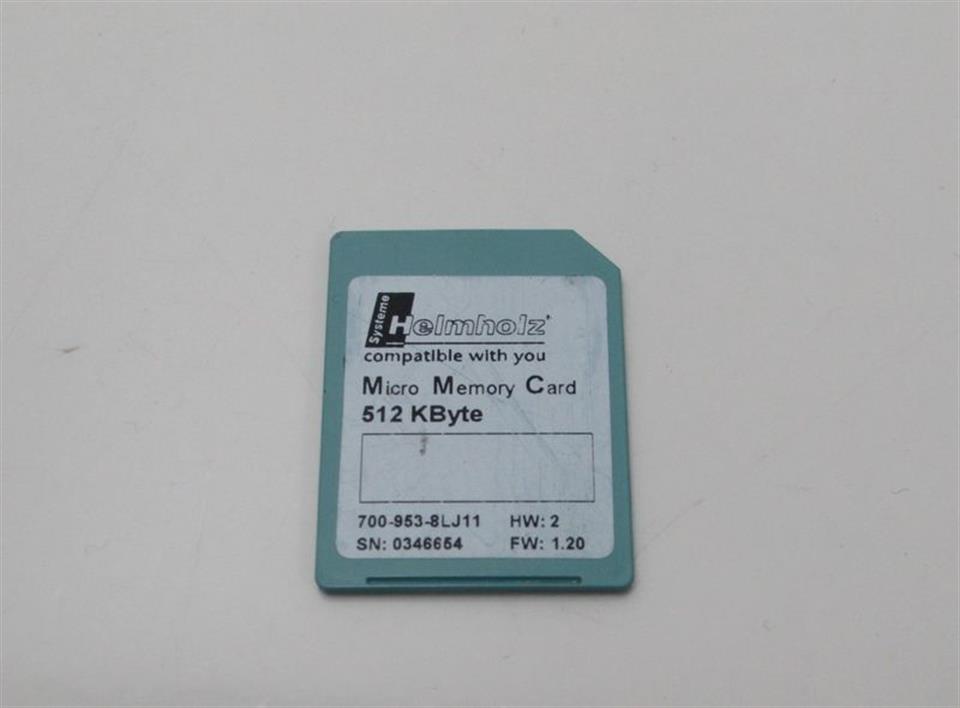 Systeme
Helmholz
compatible with you
Micro Memory Card
512 KByte
700-953-8LJ11 HW: 2
SN: 0346654 FW: 1.20